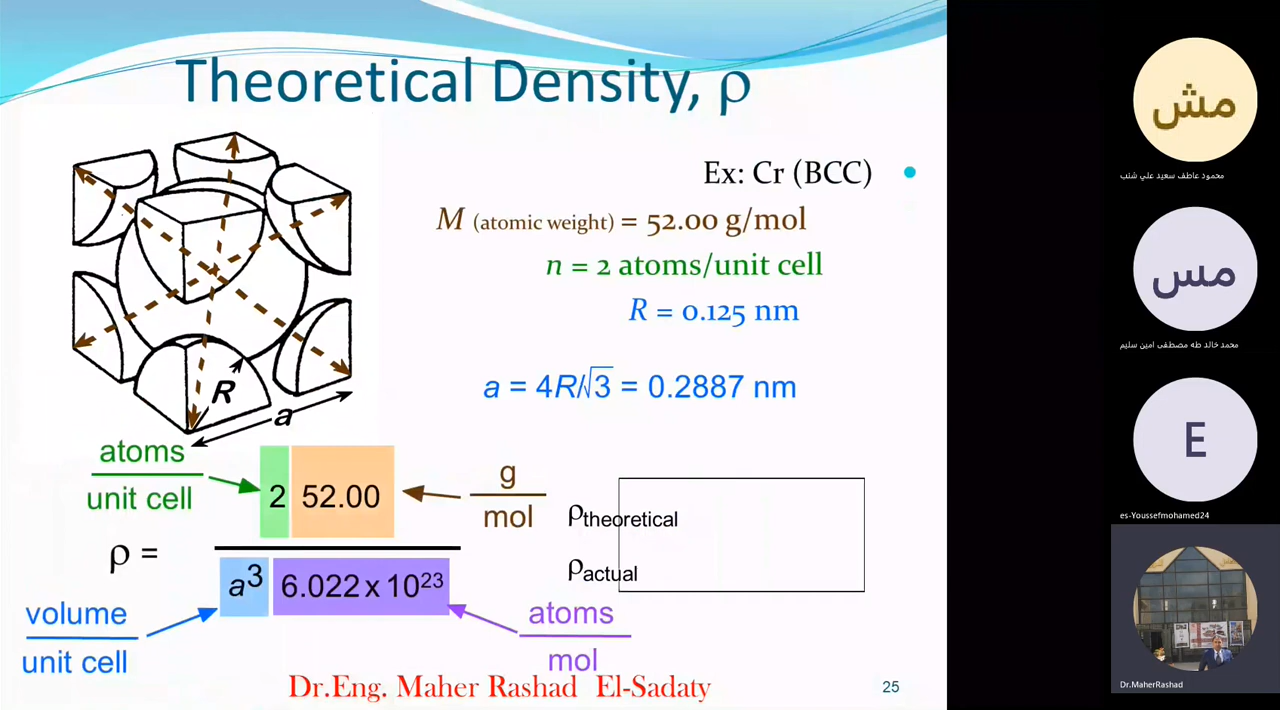 Theoretical Density, ρ
Ex: Cr (BCC) •
M (atomic weight) = 52.00 g/mol
n = 2 atoms/unit cell
R = 0.125 nm
a = 4R/√3 = 0.2887 nm
R
a
atoms
unit cell
2 52.00
g
mol
ρ =
a³ 6.022 x 10²³
volume
unit cell
atoms
mol
ρtheoretical
ρactual
Dr.Eng. Maher Rashad El-Sadaty
25
مش
محمود عاطف سعيد علي شنب
مس
محمد خالد طه مصطفى امين سليم
E
es-Youssefmohamed24
Dr.MaherRashad